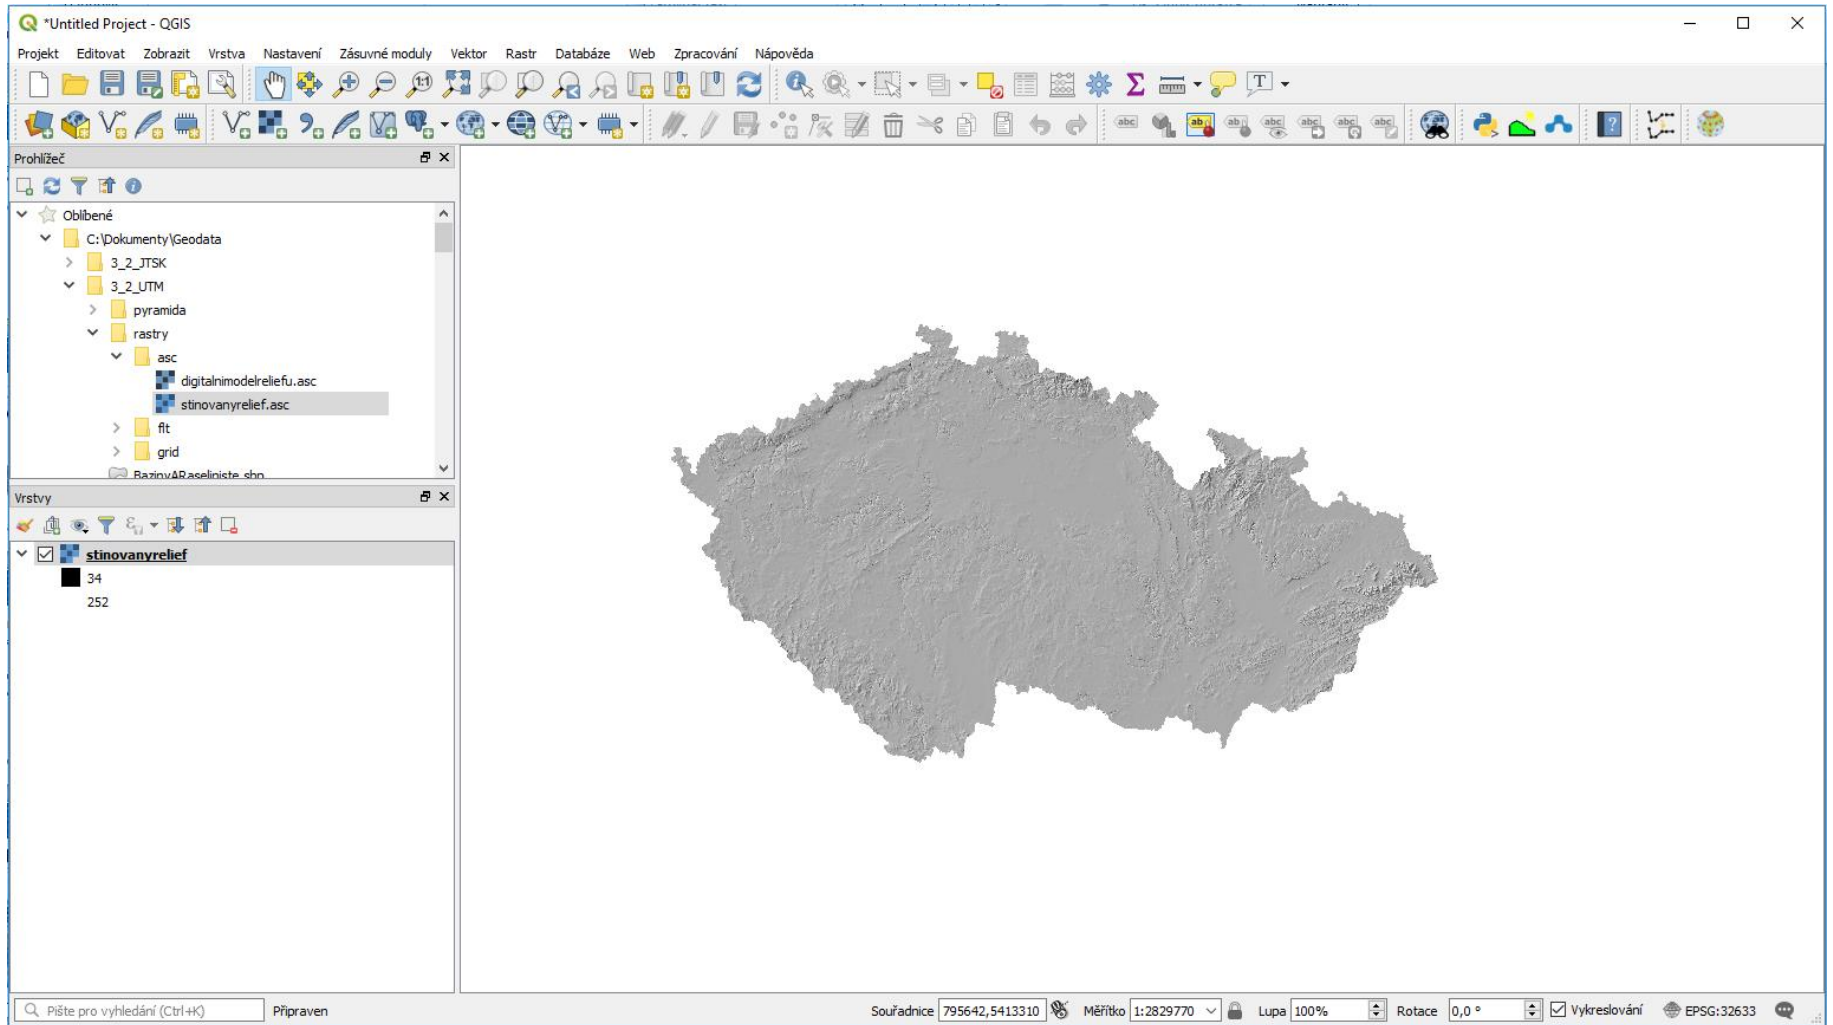 *Untitled Project - QGIS
Projekt Editovat Zobrazit Vrstva Nastavení Zásuvné moduly Vektor Rastr Databáze Web Zpracování Nápověda
Prohlížeč
Oblíbené
C:\Dokumenty\Geodata
3_2_JTSK
3_2_UTM
pyramida
rastry
asc
digitalnimodelreliefu.asc
stinovanyrelief.asc
flt
grid
BazinyARaseliniste.shp
Vrstvy
stinovanyrelief
34
252
Pište pro vyhledání (Ctrl+K) Připraven Souřadnice 795642,5413310 Měřítko 1:2829770 Lupa 100% Rotace 0,0 ° Vykreslování EPSG:32633